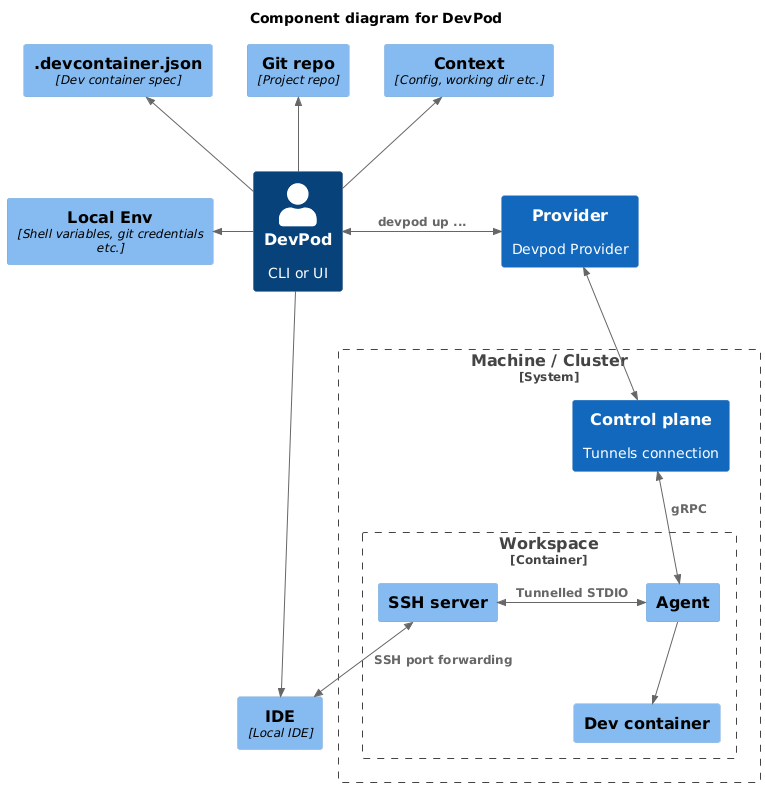 Component diagram for DevPod
.devcontainer.json
[Dev container spec]
Git repo
[Project repo]
Context
[Config, working dir etc.]
Local Env
[Shell variables, git credentials
etc.]
DevPod
CLI or UI
devpod up ...
Provider
Devpod Provider
Machine / Cluster
[System]
Control plane
Tunnels connection
gRPC
Workspace
[Container]
SSH server
Tunnelled STDIO
Agent
SSH port forwarding
IDE
[Local IDE]
Dev container